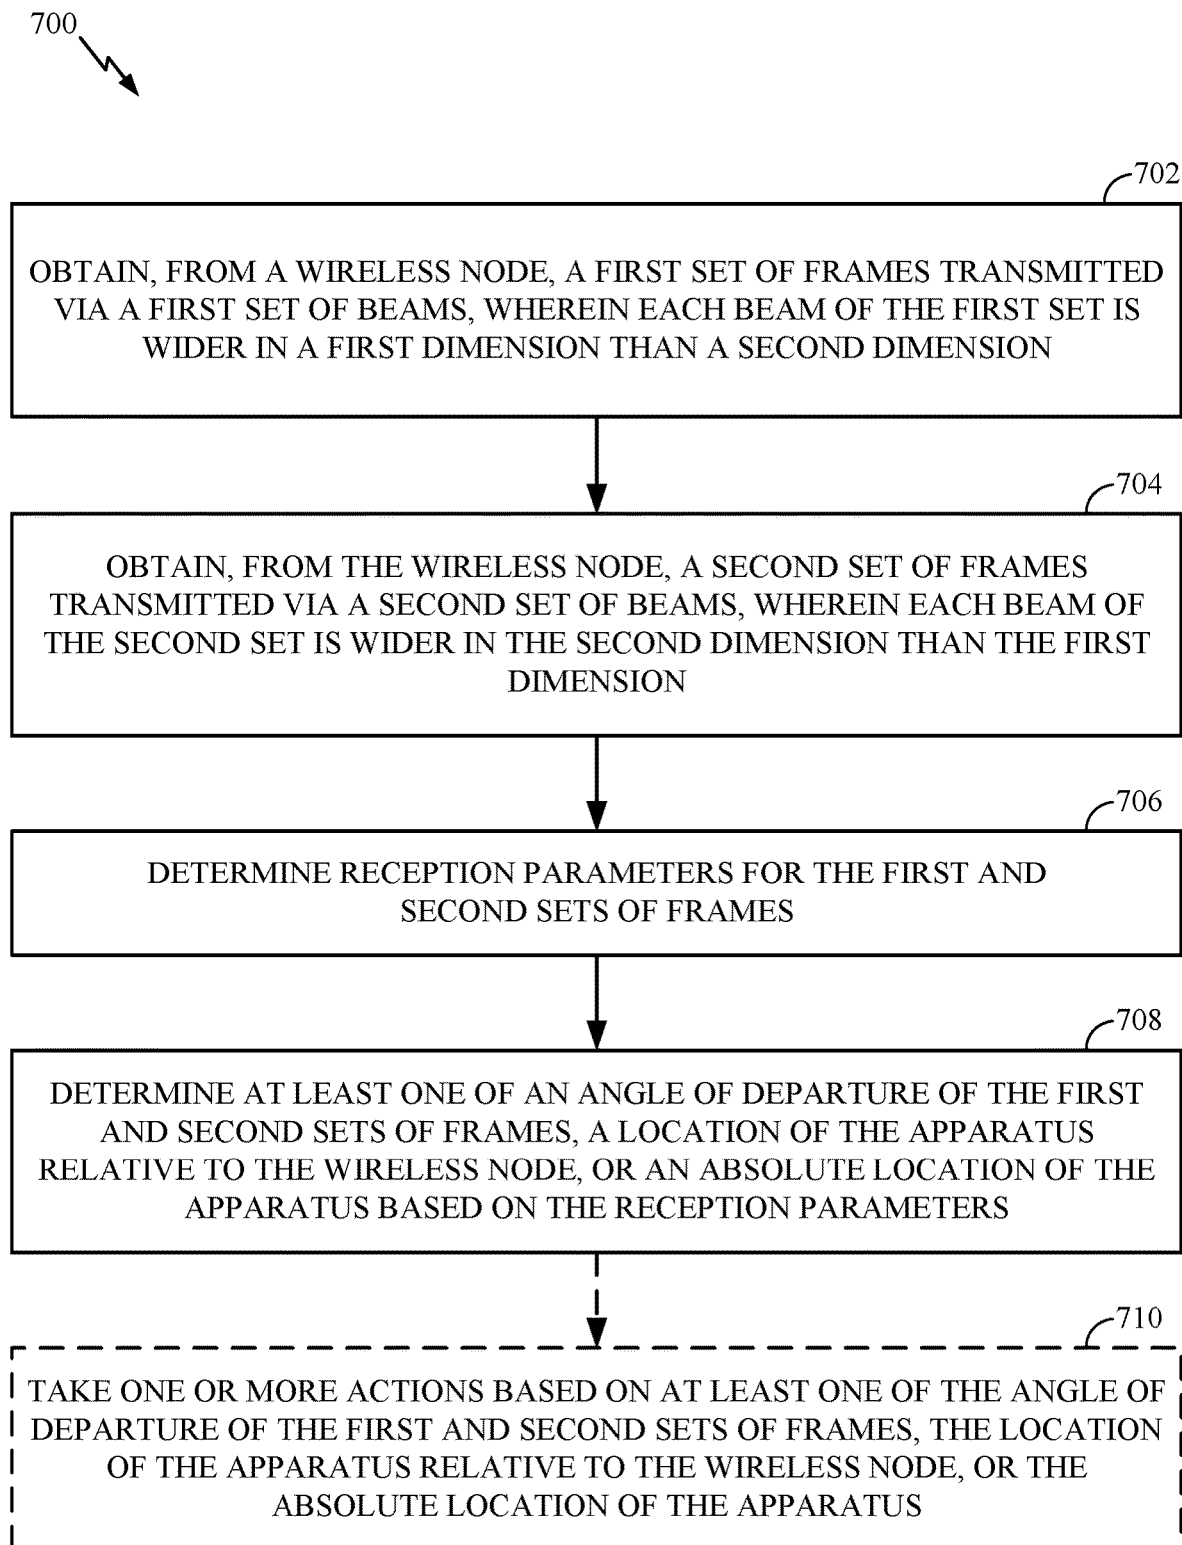 700
702
OBTAIN, FROM A WIRELESS NODE, A FIRST SET OF FRAMES TRANSMITTED
VIA A FIRST SET OF BEAMS, WHEREIN EACH BEAM OF THE FIRST SET IS
WIDER IN A FIRST DIMENSION THAN A SECOND DIMENSION
704
OBTAIN, FROM THE WIRELESS NODE, A SECOND SET OF FRAMES
TRANSMITTED VIA A SECOND SET OF BEAMS, WHEREIN EACH BEAM OF
THE SECOND SET IS WIDER IN THE SECOND DIMENSION THAN THE FIRST
DIMENSION
706
DETERMINE RECEPTION PARAMETERS FOR THE FIRST AND
SECOND SETS OF FRAMES
708
DETERMINE AT LEAST ONE OF AN ANGLE OF DEPARTURE OF THE FIRST
AND SECOND SETS OF FRAMES, A LOCATION OF THE APPARATUS
RELATIVE TO THE WIRELESS NODE, OR AN ABSOLUTE LOCATION OF THE
APPARATUS BASED ON THE RECEPTION PARAMETERS
710
TAKE ONE OR MORE ACTIONS BASED ON AT LEAST ONE OF THE ANGLE OF
DEPARTURE OF THE FIRST AND SECOND SETS OF FRAMES, THE LOCATION
OF THE APPARATUS RELATIVE TO THE WIRELESS NODE, OR THE
ABSOLUTE LOCATION OF THE APPARATUS